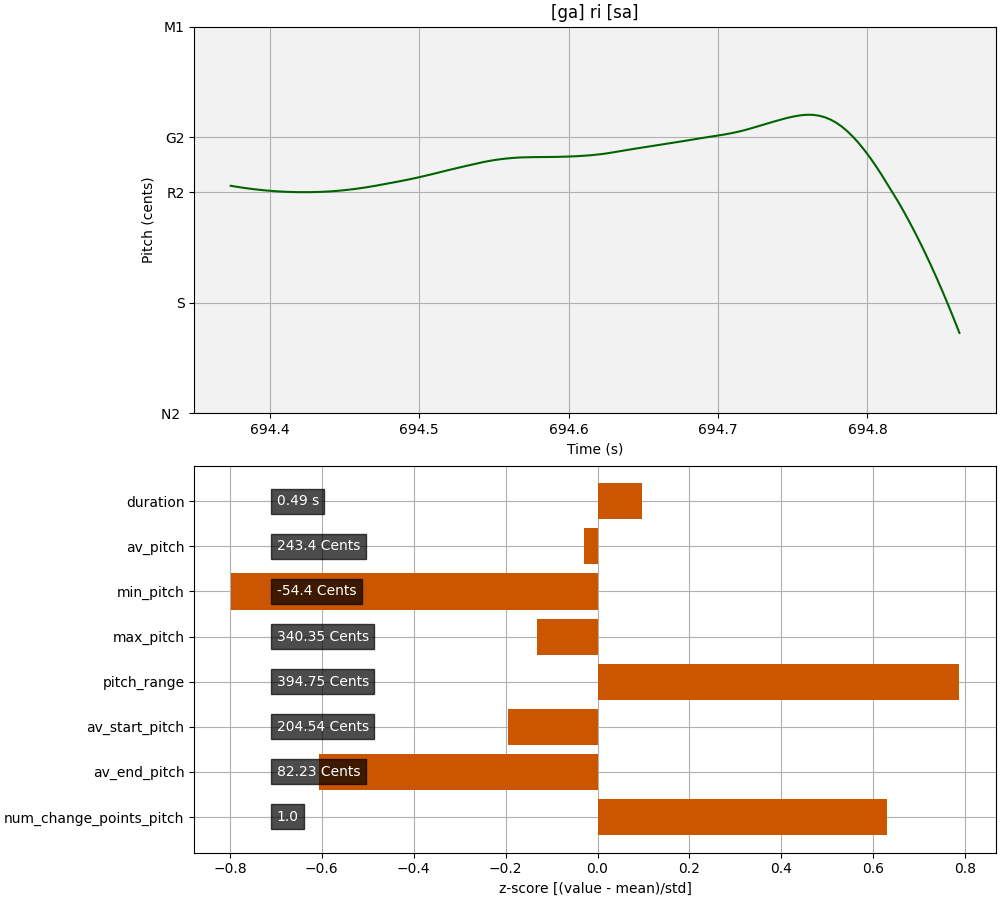 [ga] ri [sa]
M1
G2
R2
S
N2
Pitch (cents)
694.4 694.5 694.6 694.7 694.8
Time (s)
duration 0.49 s
av_pitch 243.4 Cents
min_pitch -54.4 Cents
max_pitch 340.35 Cents
pitch_range 394.75 Cents
av_start_pitch 204.54 Cents
av_end_pitch 82.23 Cents
num_change_points_pitch 1.0
−0.8 −0.6 −0.4 −0.2 0.0 0.2 0.4 0.6 0.8
z-score [(value - mean)/std]